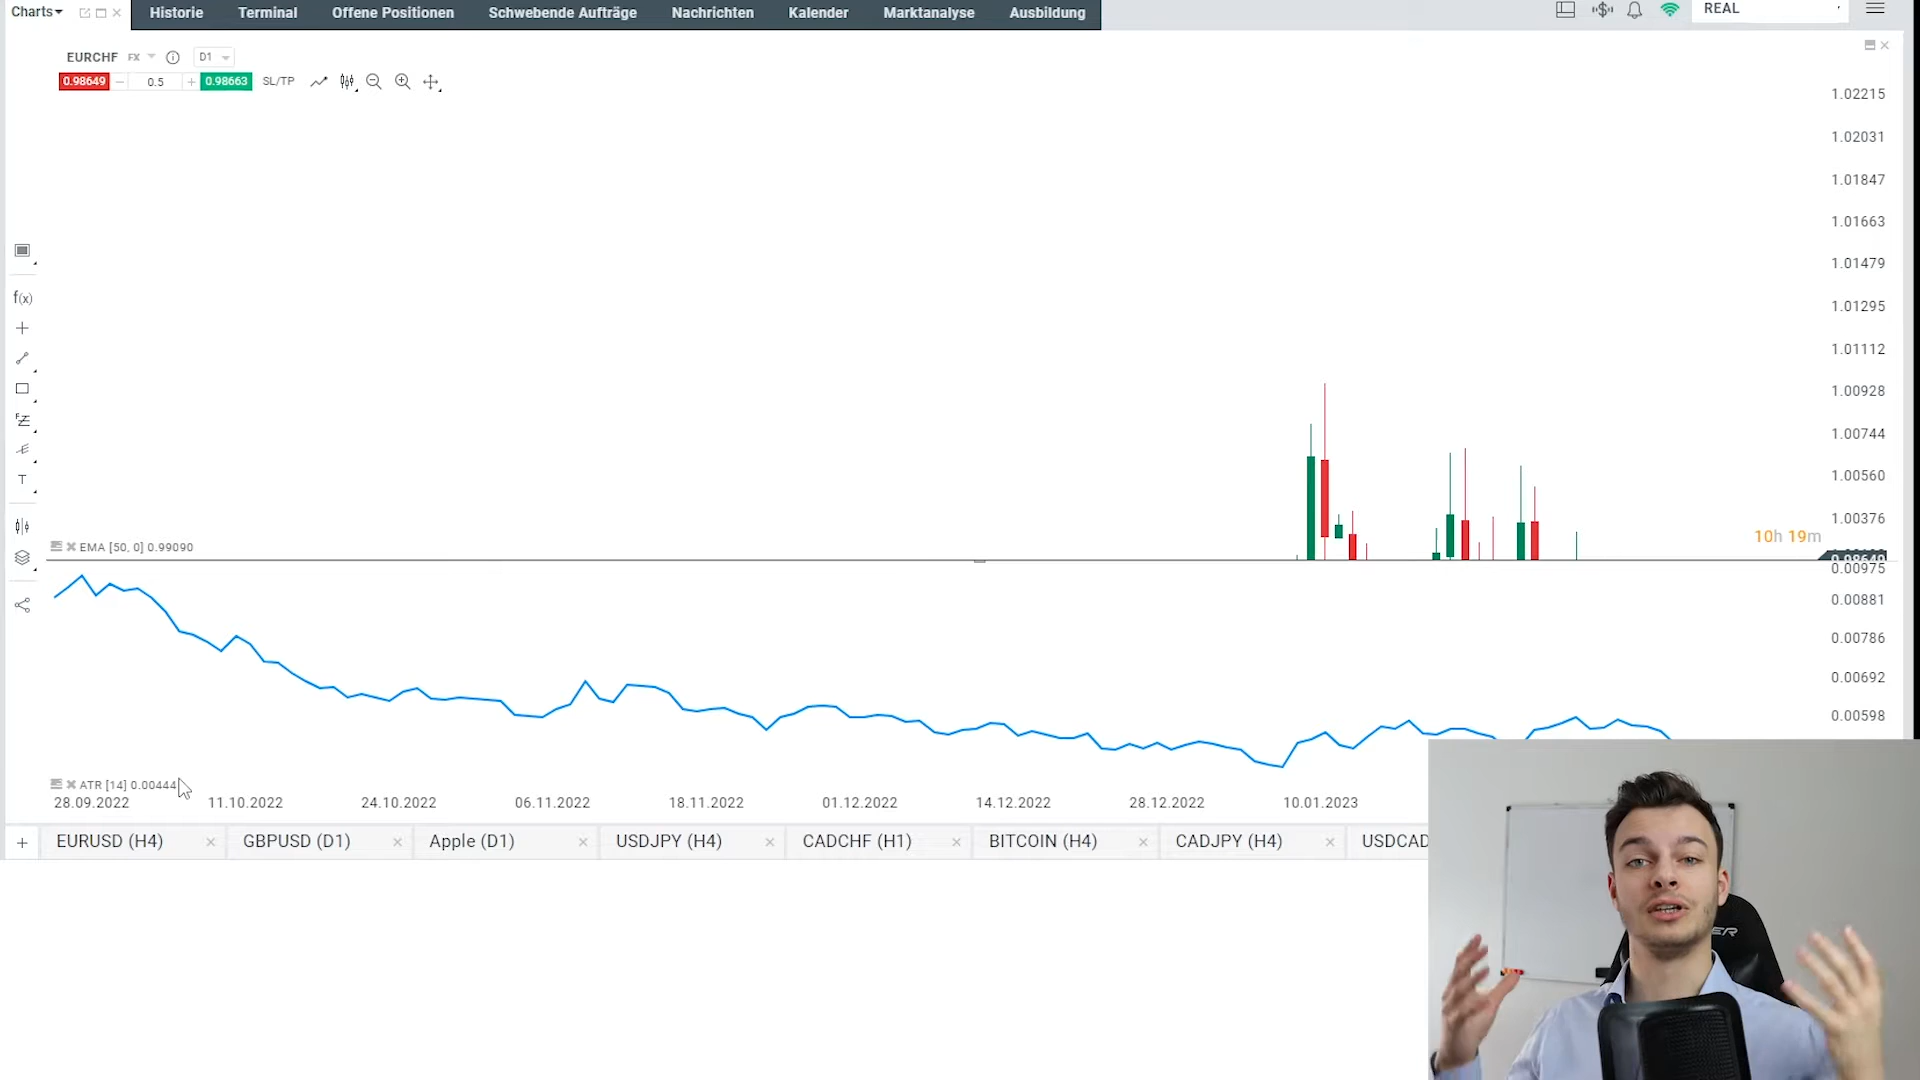 Charts Historie Terminal Offene Positionen Schwebende Aufträge Nachrichten Kalender Marktanalyse Ausbildung REAL
EURCHF FX D1
0.98649 0.5 0.98663 SL/TP
1.02215
1.02031
1.01847
1.01663
1.01479
1.01295
1.01112
1.00928
1.00744
1.00560
1.00376
f(x)
T
10h 19m
EMA [50, 0] 0.99090
0.98649
0.00975
0.00881
0.00786
0.00692
0.00598
ATR [14] 0.00444
28.09.2022 11.10.2022 24.10.2022 06.11.2022 18.11.2022 01.12.2022 14.12.2022 28.12.2022 10.01.2023
EURUSD (H4) GBPUSD (D1) Apple (D1) USDJPY (H4) CADCHF (H1) BITCOIN (H4) CADJPY (H4) USDCAD
ER